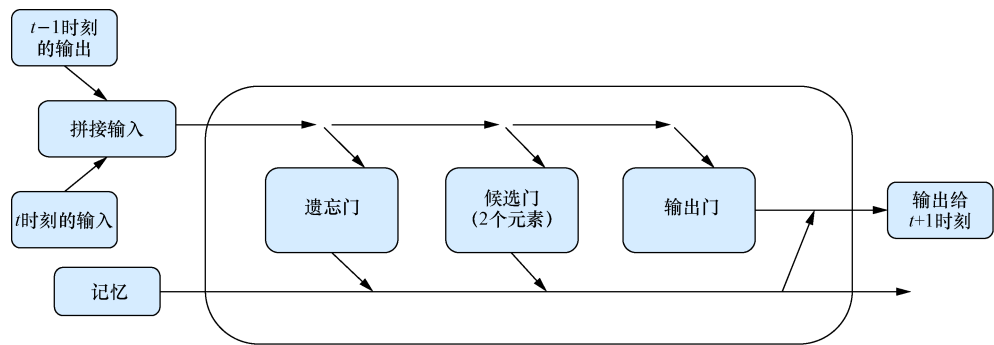 t−1时刻
的输出
拼接输入
t时刻的输入
记忆
遗忘门
候选门
（2个元素）
输出门
输出给
t+1时刻